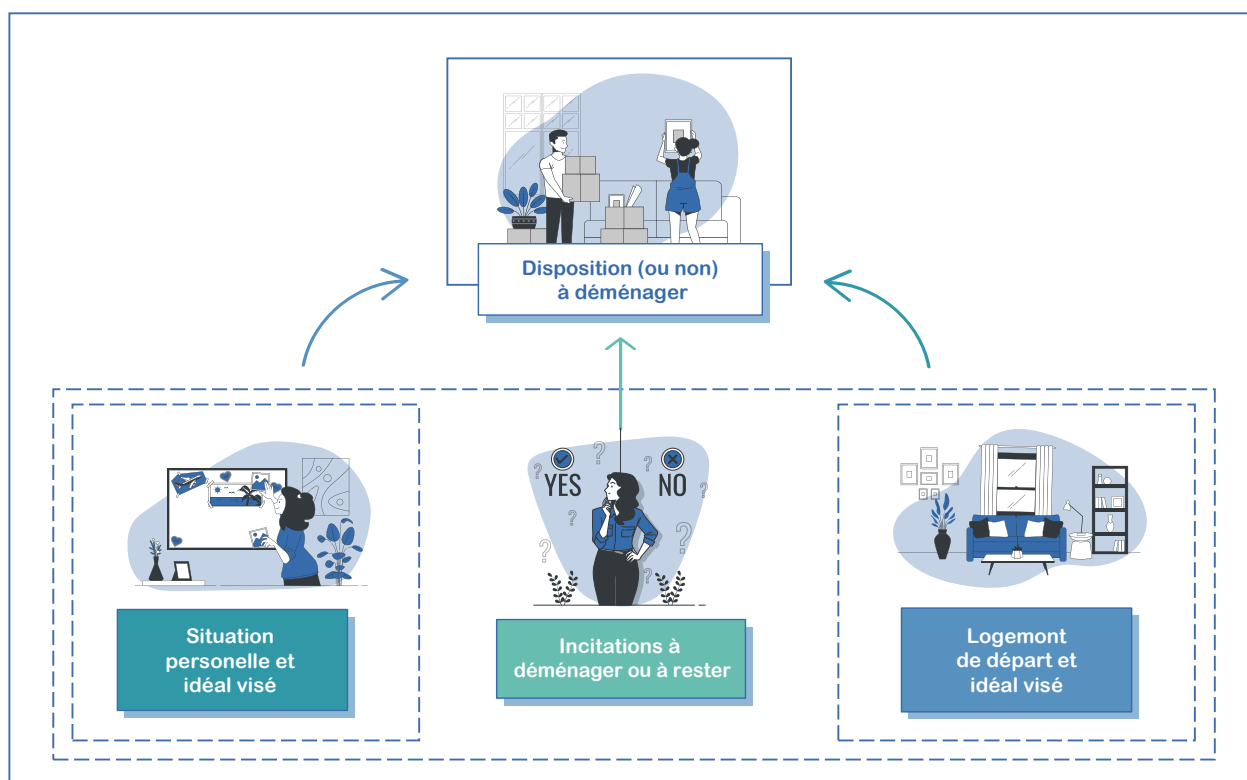 Disposition (ou non)
à déménager
YES
NO
?
?
?
?
?
?
?
?
Situation
personelle et
idéal visé
Incitations à
déménager ou à rester
Logemont
de départ et
idéal visé